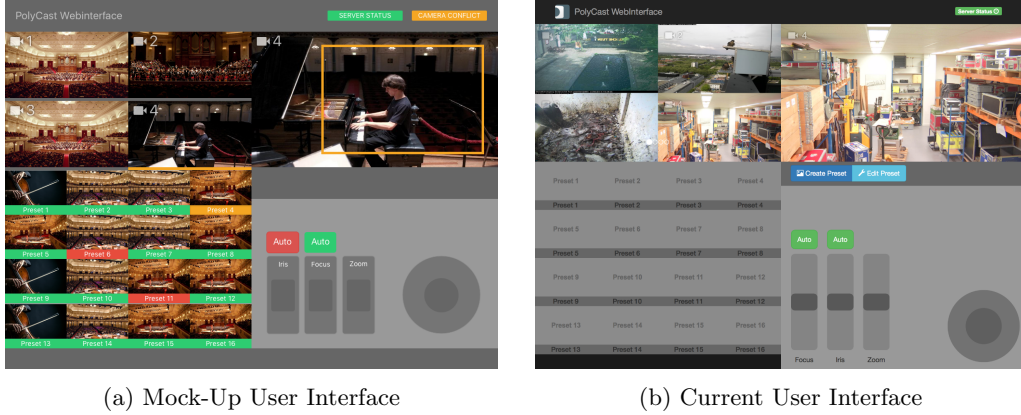 PolyCast WebInterface
SERVER STATUS
CAMERA CONFLICT
1
2
4
3
4
Preset 1
Preset 2
Preset 3
Preset 4
Preset 5
Preset 6
Preset 7
Preset 8
Preset 9
Preset 10
Preset 11
Preset 12
Preset 13
Preset 14
Preset 15
Preset 16
Auto
Auto
Iris
Focus
Zoom
(a) Mock-Up User Interface
PolyCast WebInterface
Server Status
4
Create Preset
Edit Preset
Preset 1
Preset 2
Preset 3
Preset 4
Preset 1
Preset 2
Preset 3
Preset 4
Preset 5
Preset 6
Preset 7
Preset 8
Preset 5
Preset 6
Preset 7
Preset 8
Preset 9
Preset 10
Preset 11
Preset 12
Preset 9
Preset 10
Preset 11
Preset 12
Preset 13
Preset 14
Preset 15
Preset 16
Preset 13
Preset 14
Preset 15
Preset 16
Auto
Auto
Focus
Iris
Zoom
(b) Current User Interface